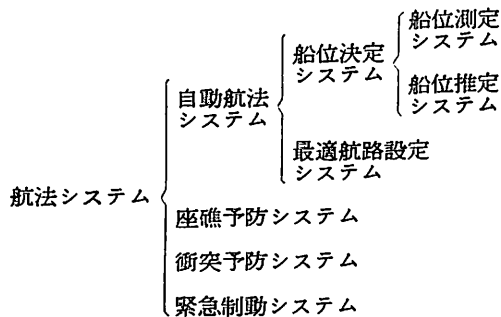 船位測定
システム
船位決定
システム
船位推定
システム
自動航法
システム
最適航路設定
システム
航法システム
座礁予防システム
衝突予防システム
緊急制動システム